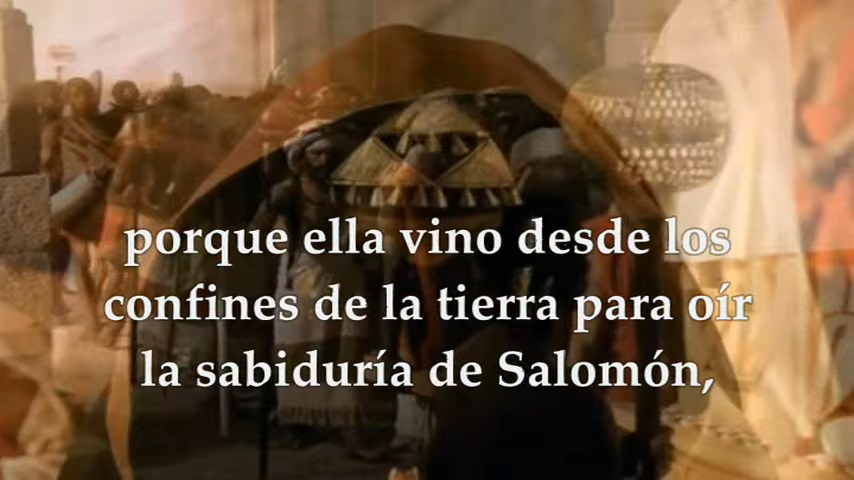 porque ella vino desde los
confines de la tierra para oír
la sabiduría de Salomón,